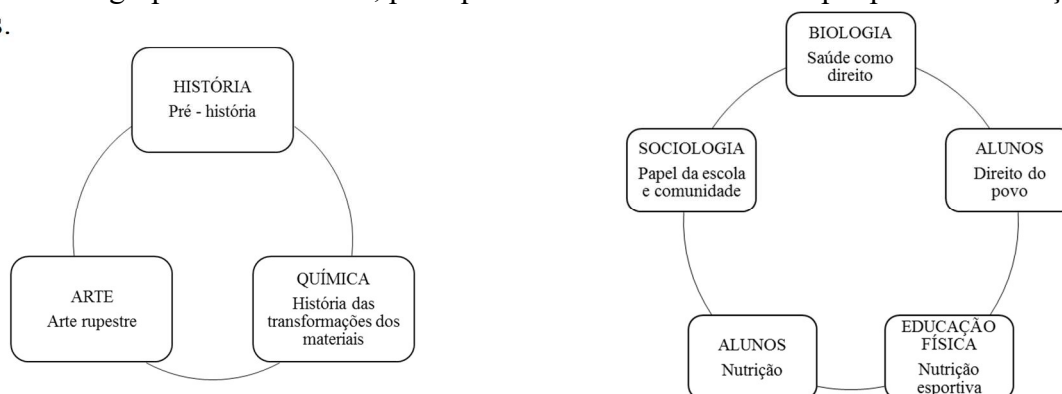 HISTÓRIA
Pré - história
ARTE
Arte rupestre
QUÍMICA
História das
transformações dos
materiais
BIOLOGIA
Saúde como
direito
SOCIOLOGIA
Papel da escola
e comunidade
ALUNOS
Direito do
povo
ALUNOS
Nutrição
EDUCAÇÃO
FÍSICA
Nutrição
esportiva